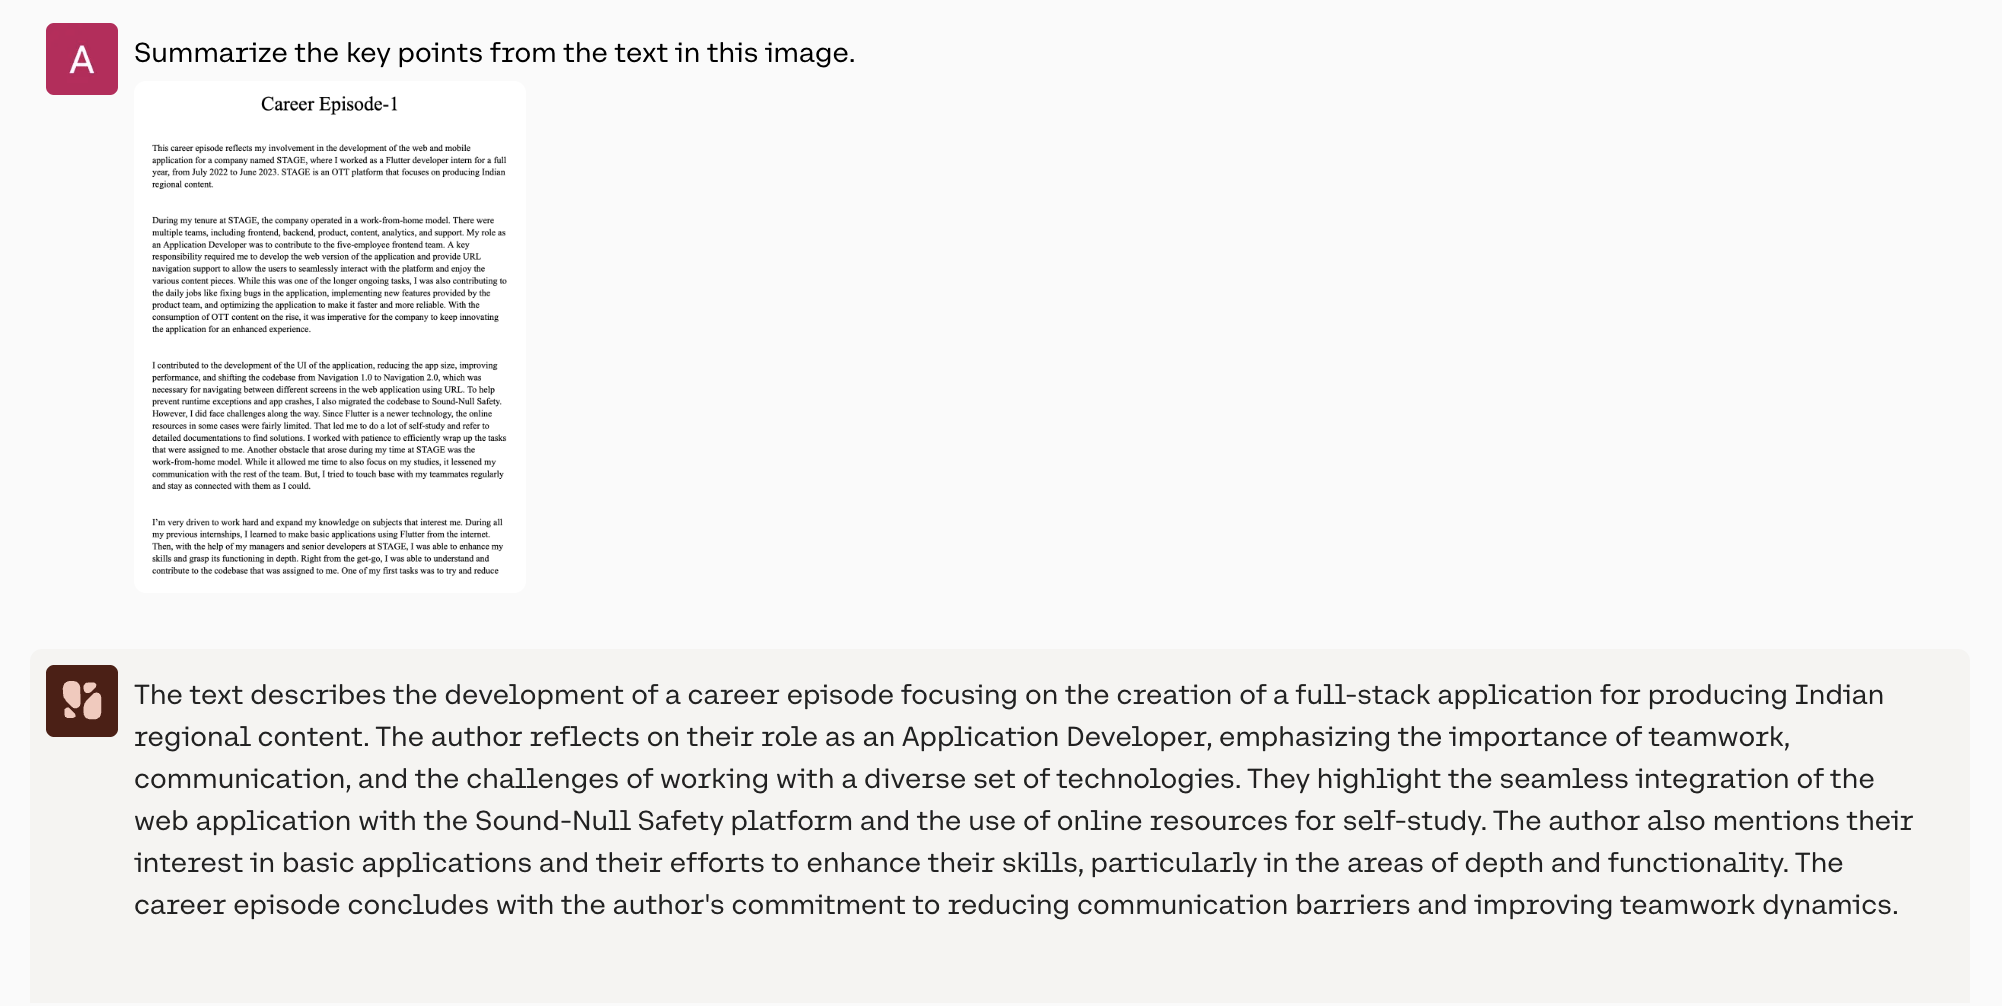 A
Summarize the key points from the text in this image.
Career Episode-1
This career episode reflects my involvement in the development of the web and mobile
application for a company named STAGE, where I worked as a Flutter developer intern for a full
year, from July 2022 to June 2023. STAGE is an OTT platform that focuses on producing Indian
regional content.
During my tenure at STAGE, the company operated in a work-from-home model. There were
multiple teams, including frontend, backend, product, content, analytics, and support. My role as
an Application Developer was to contribute to the five-employee frontend team. A key
responsibility required me to develop the web version of the application and provide URL
navigation support to allow the users to seamlessly interact with the platform and enjoy the
various content pieces. While this was one of the longer ongoing tasks, I was also contributing to
the daily jobs like fixing bugs in the application, implementing new features provided by the
product team, and optimizing the application to make it faster and more reliable. With the
consumption of OTT content on the rise, it was imperative for the company to keep innovating
the application for an enhanced experience.
I contributed to the development of the UI of the application, reducing the app size, improving
performance, and shifting the codebase from Navigation 1.0 to Navigation 2.0, which was
necessary for navigating between different screens in the web application using URL. To help
prevent runtime exceptions and app crashes, I also migrated the codebase to Sound-Null Safety.
However, I did face challenges along the way. Since Flutter is a newer technology, the online
resources in some cases were fairly limited. That led me to do a lot of self-study and refer to
detailed documentations to find solutions. I worked with patience to efficiently wrap up the tasks
that were assigned to me. Another obstacle that arose during my time at STAGE was the
work-from-home model. While it allowed me time to also focus on my studies, it lessened my
communication with the rest of the team. But, I tried to touch base with my teammates regularly
and stay as connected with them as I could.
I'm very driven to work hard and expand my knowledge on subjects that interest me. During all
my previous internships, I learned to make basic applications using Flutter from the internet.
Then, with the help of my managers and senior developers at STAGE, I was able to enhance my
skills and grasp its functioning in depth. Right from the get-go, I was able to understand and
contribute to the codebase that was assigned to me. One of my first tasks was to try and reduce
The text describes the development of a career episode focusing on the creation of a full-stack application for producing Indian
regional content. The author reflects on their role as an Application Developer, emphasizing the importance of teamwork,
communication, and the challenges of working with a diverse set of technologies. They highlight the seamless integration of the
web application with the Sound-Null Safety platform and the use of online resources for self-study. The author also mentions their
interest in basic applications and their efforts to enhance their skills, particularly in the areas of depth and functionality. The
career episode concludes with the author's commitment to reducing communication barriers and improving teamwork dynamics.